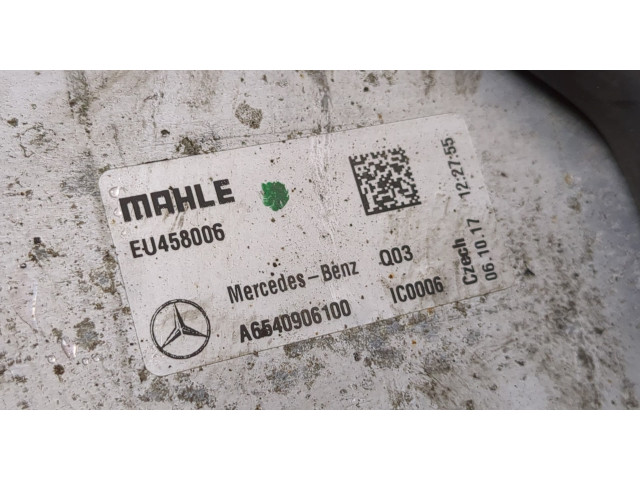 MAHLE
EU458006
Mercedes-Benz Q03
A6540906100 IC0006
Czech
06.10.17 12:27:55